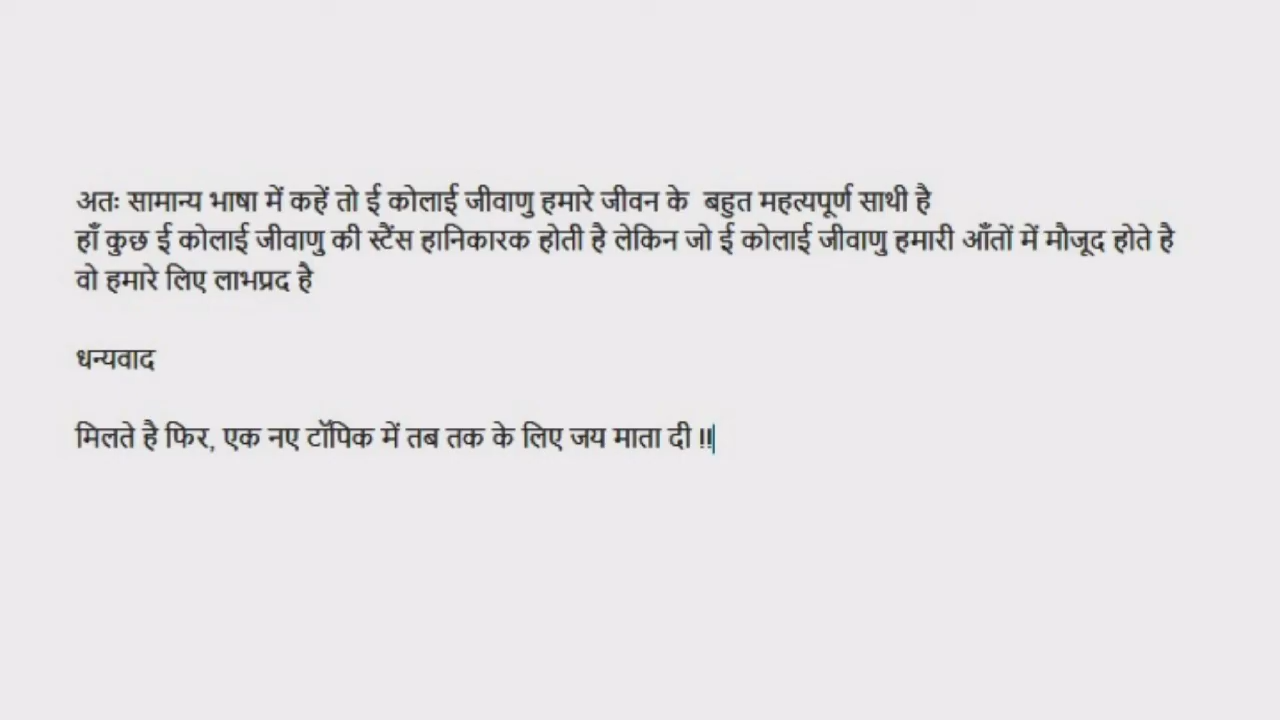 अतः सामान्य भाषा में कहें तो ई कोलाई जीवाणु हमारे जीवन के  बहुत महत्यपूर्ण साथी है
हाँ कुछ ई कोलाई जीवाणु की स्टैंस हानिकारक होती है लेकिन जो ई कोलाई जीवाणु हमारी आँतों में मौजूद होते है
वो हमारे लिए लाभप्रद है
धन्यवाद
मिलते है फिर, एक नए टॉपिक में तब तक के लिए जय माता दी !!